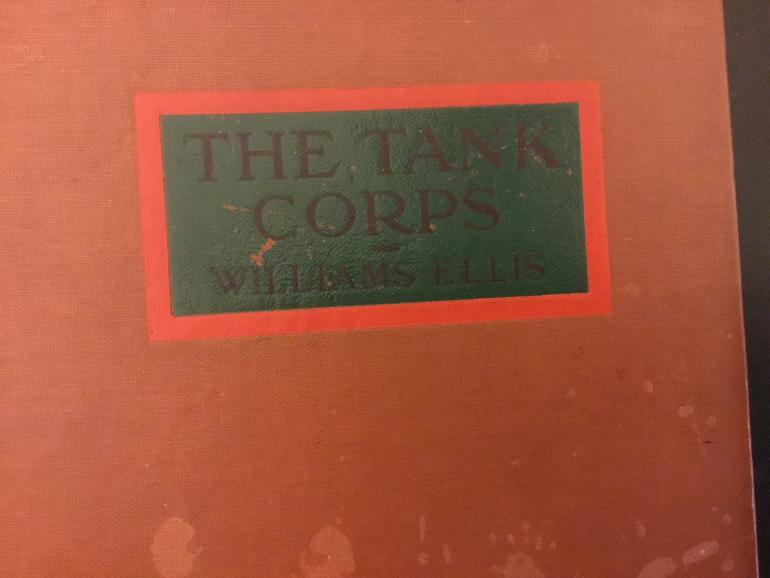 THE TANK
CORPS
WILLIAMS ELLIS